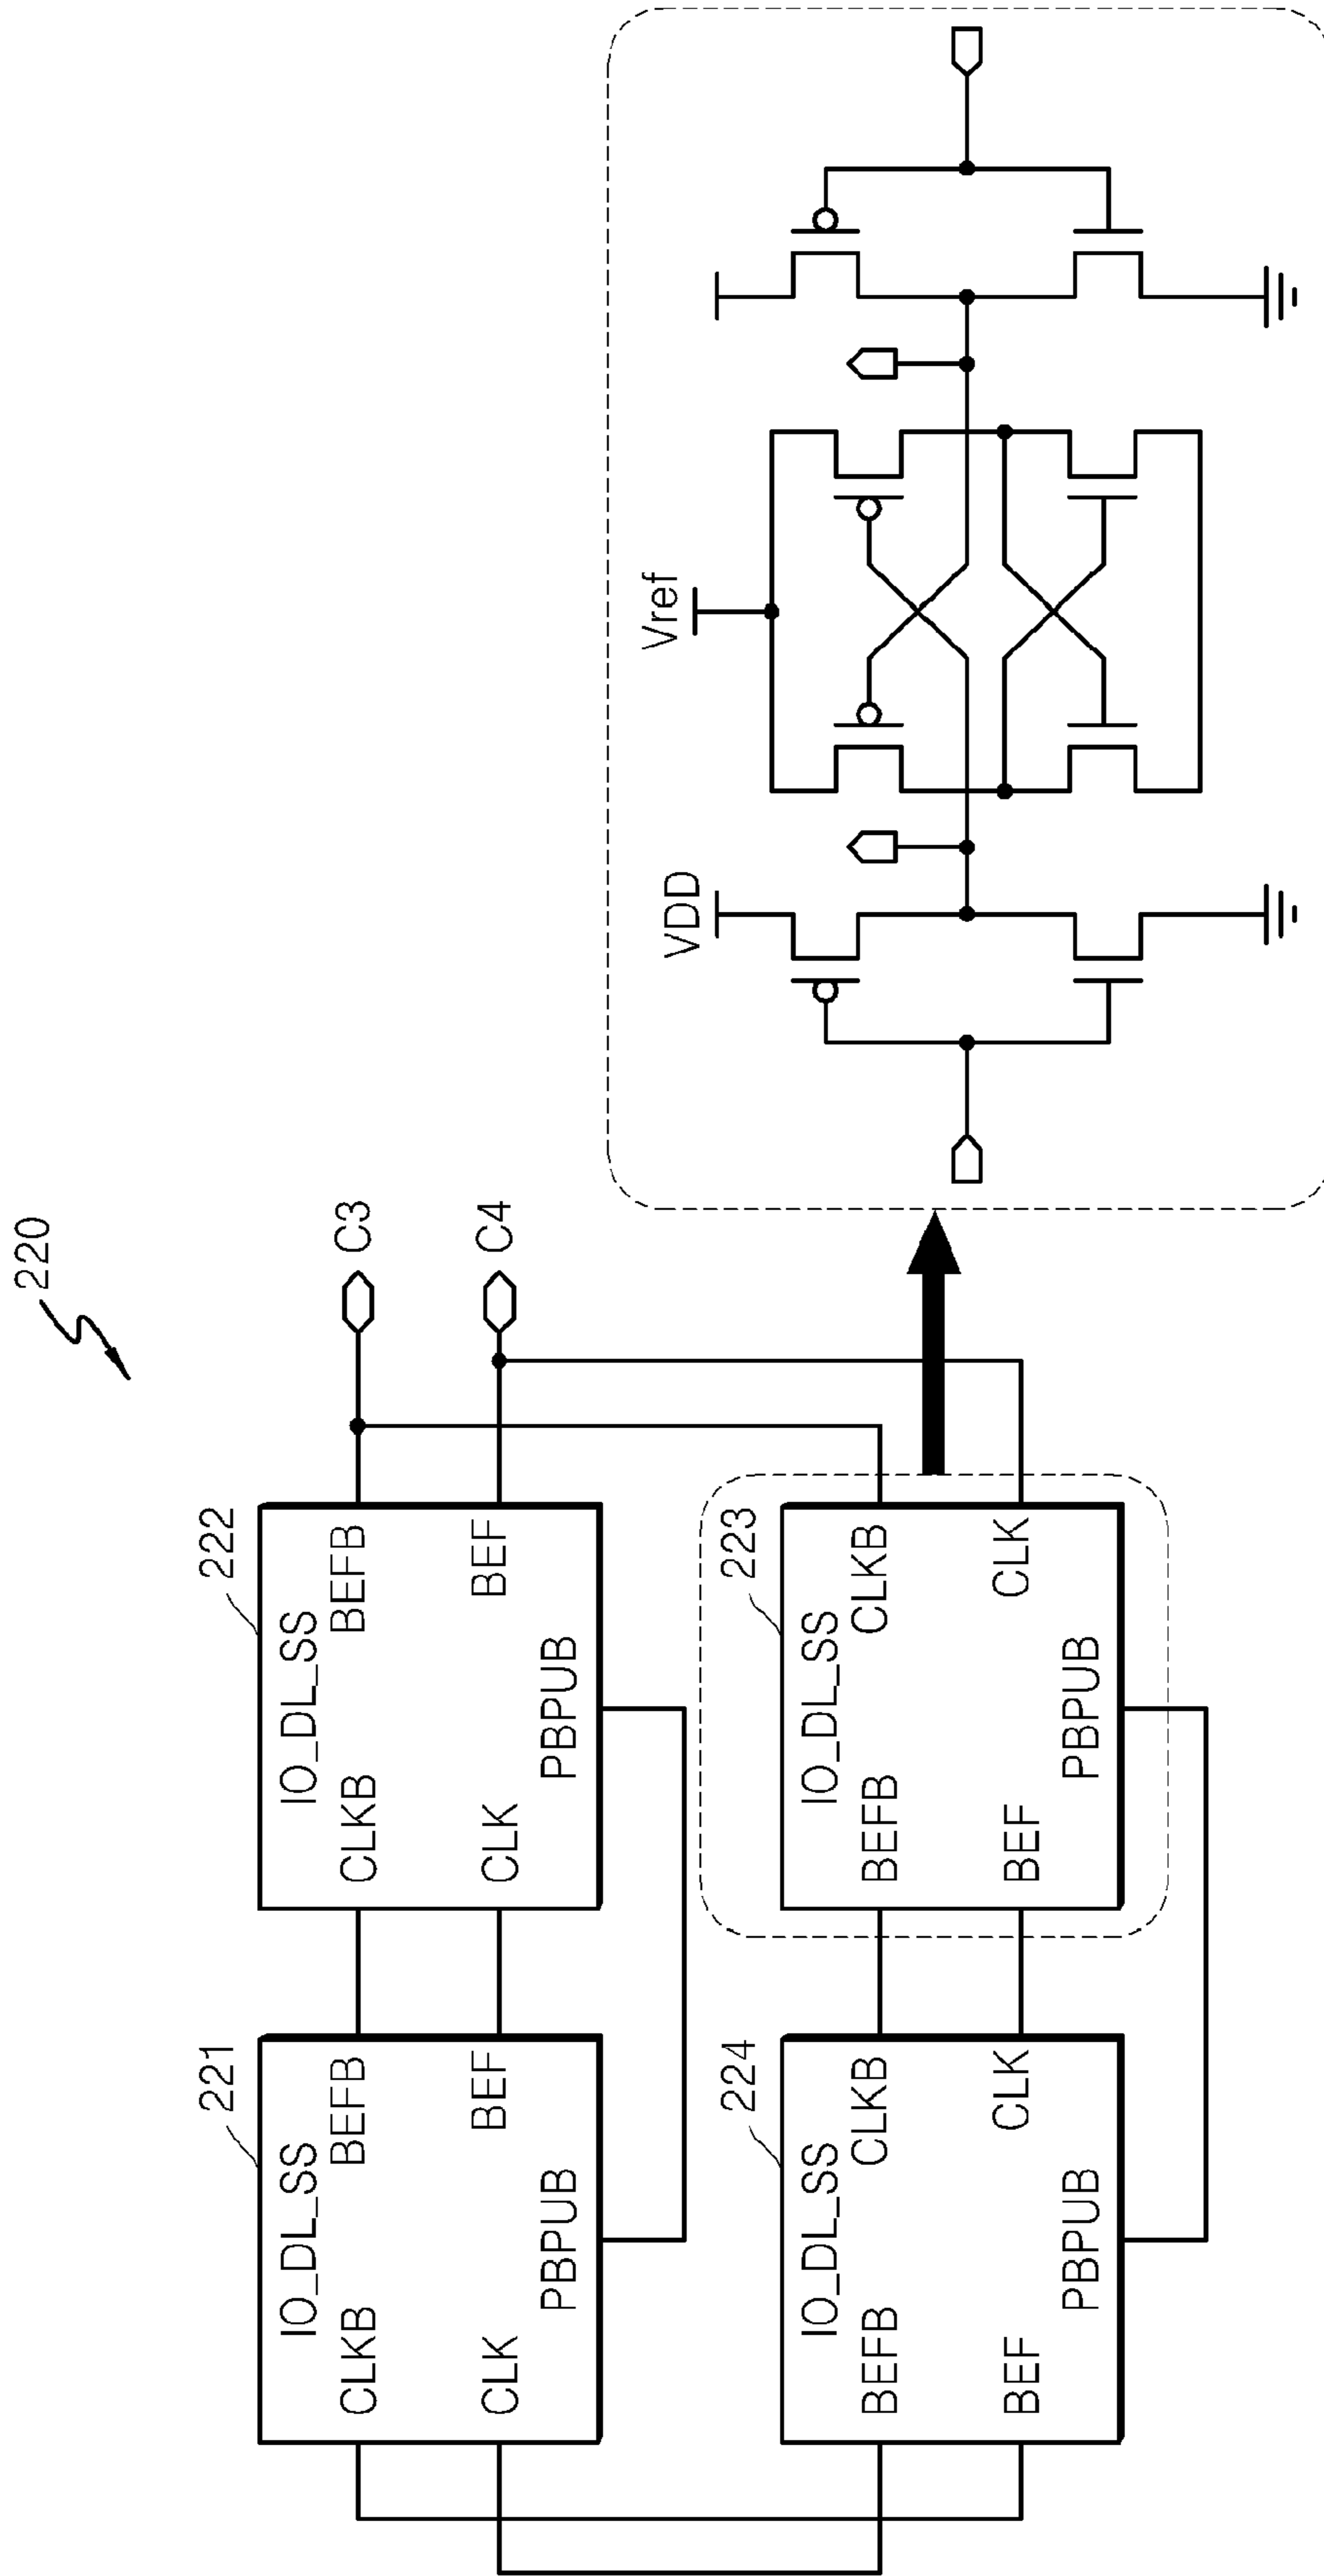 220
221
IO_DL_SS
CLKB
BEFB
CLK
BEF
PBPUB
222
IO_DL_SS
CLKB
BEFB
CLK
BEF
PBPUB
C3
C4
224
IO_DL_SS
BEFB
CLKB
BEF
CLK
PBPUB
223
IO_DL_SS
BEFB
CLKB
BEF
CLK
PBPUB
VDD
Vref